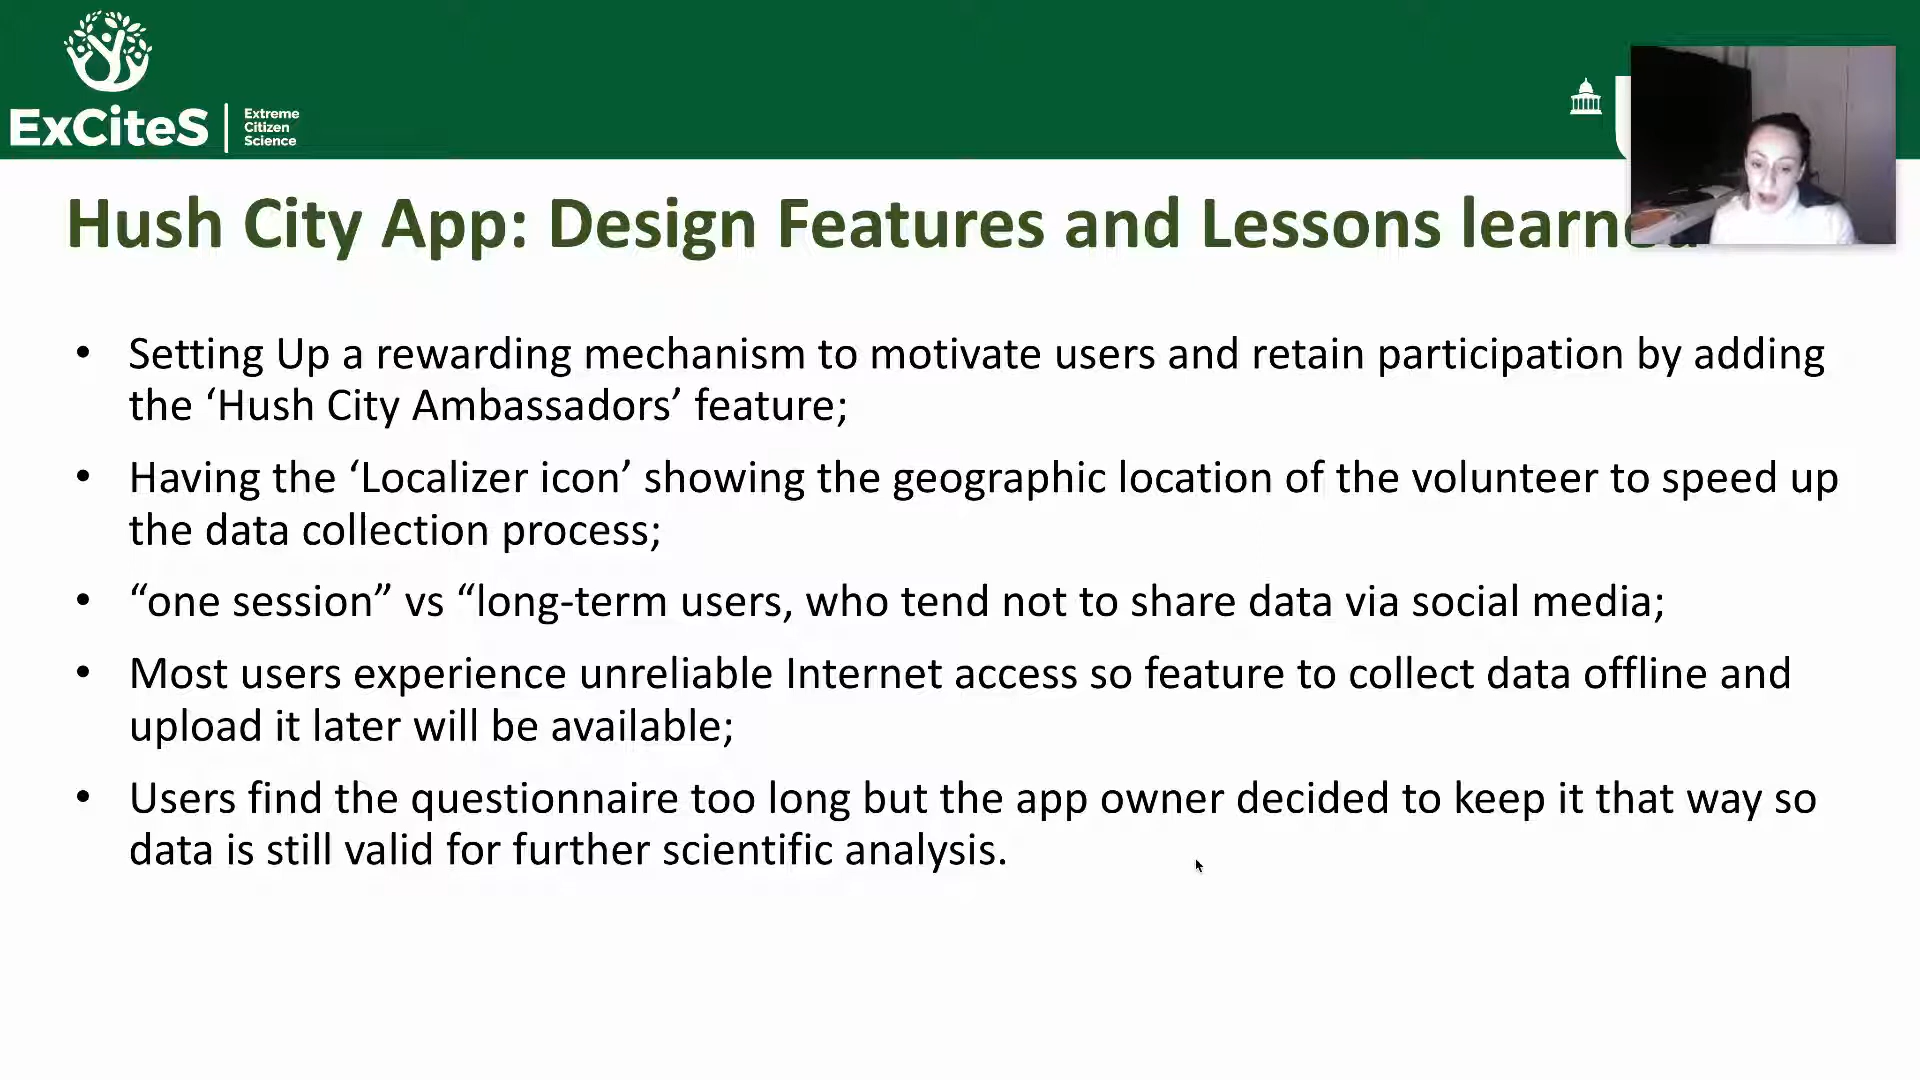 ExCiteS
Extreme
Citizen
Science
Hush City App: Design Features and Lessons
• Setting Up a rewarding mechanism to motivate users and retain participation by adding
the ‘Hush City Ambassadors’ feature;
• Having the ‘Localizer icon’ showing the geographic location of the volunteer to speed up
the data collection process;
• “one session” vs “long-term users, who tend not to share data via social media;
• Most users experience unreliable Internet access so feature to collect data offline and
upload it later will be available;
• Users find the questionnaire too long but the app owner decided to keep it that way so
data is still valid for further scientific analysis.